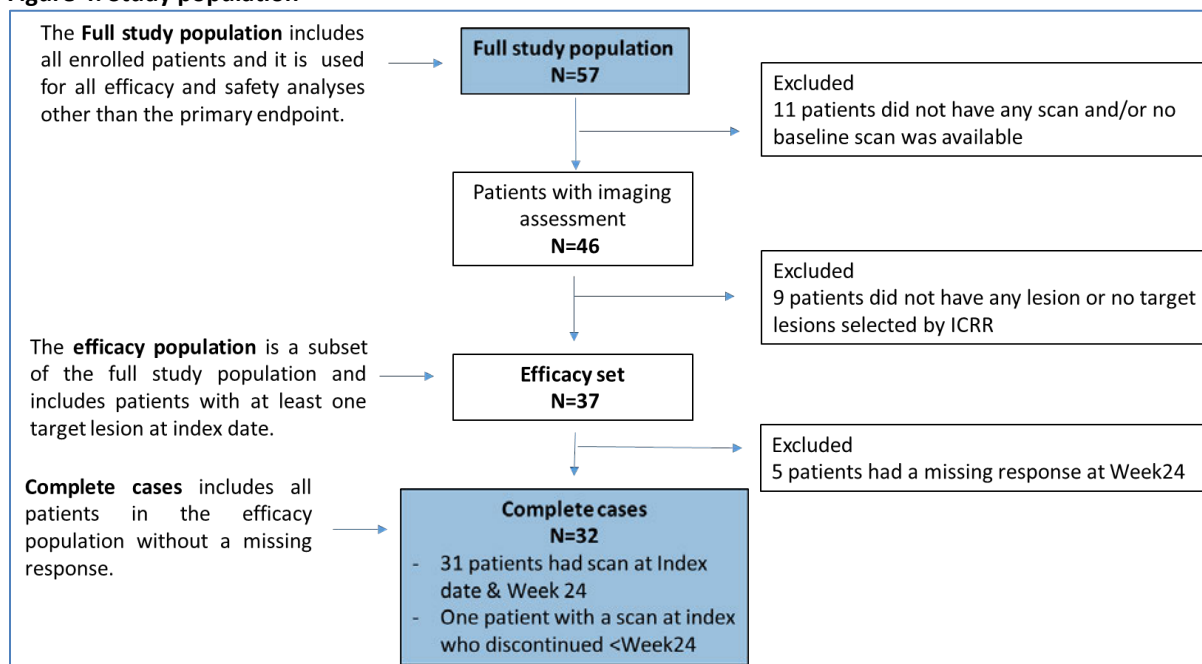 Figure Study population
The Full study population includes
all enrolled patients and it is used
for all efficacy and safety analyses
other than the primary endpoint.
Full study population
N=57
Excluded
11 patients did not have any scan and/or no
baseline scan was available
Patients with imaging
assessment
N=46
Excluded
9 patients did not have any lesion or no target
lesions selected by ICRR
The efficacy population is a subset
of the full study population and
includes patients with at least one
target lesion at index date.
Efficacy set
N=37
Excluded
5 patients had a missing response at Week24
Complete cases includes all
patients in the efficacy
population without a missing
response.
Complete cases
N=32
- 31 patients had scan at Index
date & Week 24
- One patient with a scan at index
who discontinued <Week24